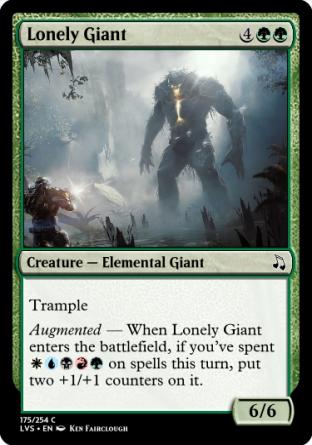 Lonely Giant 4
Creature — Elemental Giant
Trample
Augmented — When Lonely Giant
enters the battlefield, if you've spent
on spells this turn, put
two +1/+1 counters on it.
6/6
175/254 C
LVS • EN Ken Fairclough